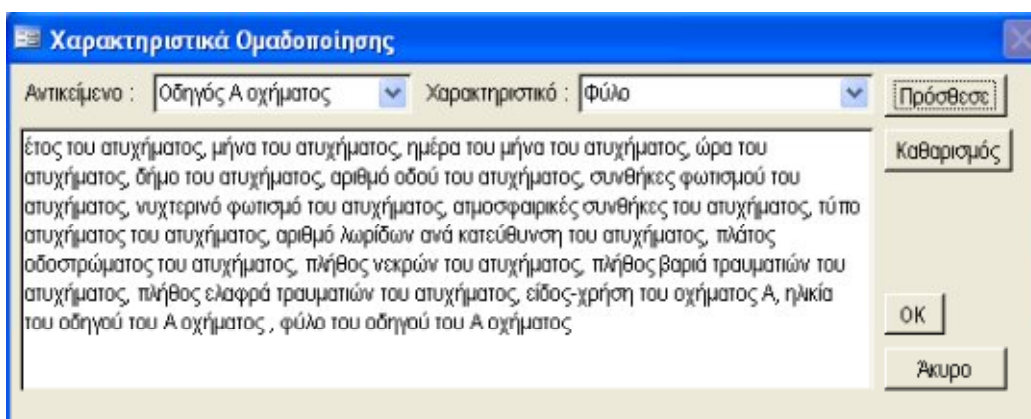 Χαρακτηριστικά Ομαδοποίησης
Αντικείμενο : Οδηγός Α οχήματος Χαρακτηριστικό : Φύλο Πρόσθεσε
έτος του ατυχήματος, μήνα του ατυχήματος, ημέρα του μήνα του ατυχήματος, ώρα του
ατυχήματος, δήμο του ατυχήματος, αριθμό οδού του ατυχήματος, συνθήκες φωτισμού του
ατυχήματος, νυχτερινό φωτισμό του ατυχήματος, ατμοσφαιρικές συνθήκες του ατυχήματος, τύπο
ατυχήματος του ατυχήματος, αριθμό λωρίδων ανά κατεύθυνση του ατυχήματος, πλάτος
οδοστρώματος του ατυχήματος, πλήθος νεκρών του ατυχήματος, πλήθος βαριά τραυματιών του
ατυχήματος, πλήθος ελαφρά τραυματιών του ατυχήματος, είδος-χρήση του οχήματος Α, ηλικία
του οδηγού του Α οχήματος , φύλο του οδηγού του Α οχήματος
Καθαρισμός
OK
Άκυρο